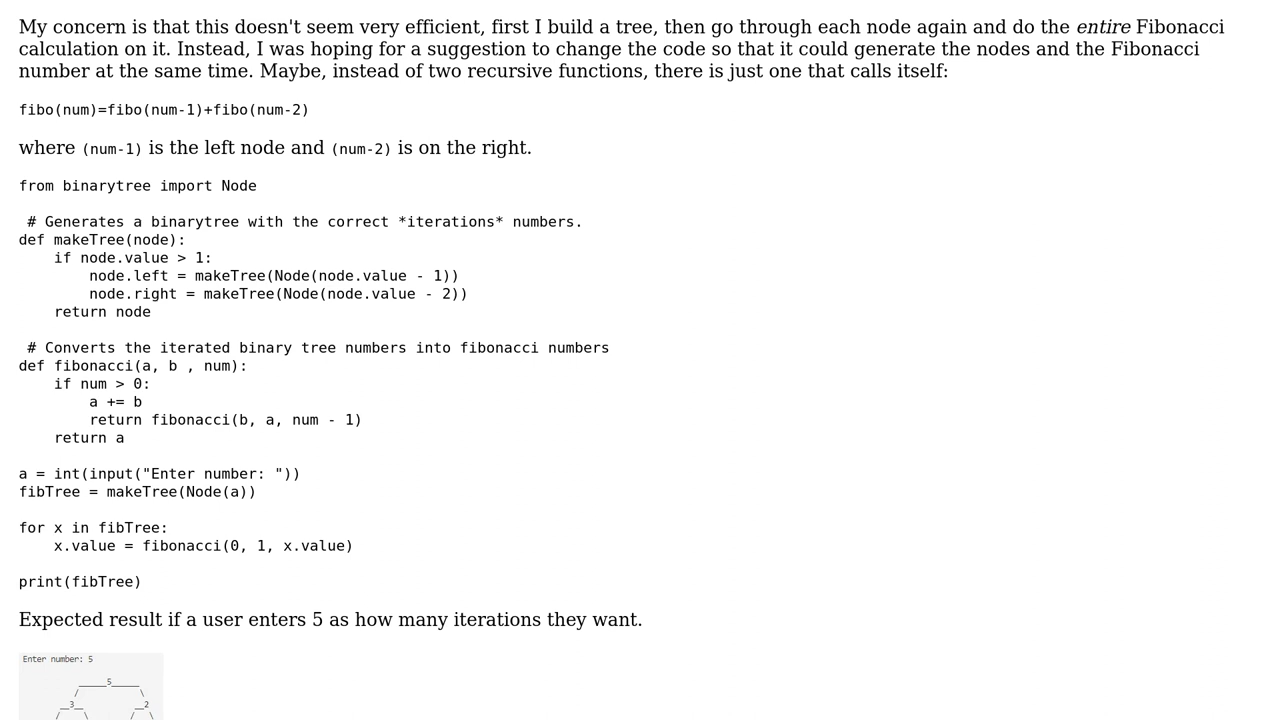 My concern is that this doesn't seem very efficient, first I build a tree, then go through each node again and do the entire Fibonacci
calculation on it. Instead, I was hoping for a suggestion to change the code so that it could generate the nodes and the Fibonacci
number at the same time. Maybe, instead of two recursive functions, there is just one that calls itself:
fibo(num)=fibo(num-1)+fibo(num-2)
where (num-1) is the left node and (num-2) is on the right.
from binarytree import Node
 # Generates a binarytree with the correct *iterations* numbers.
def makeTree(node):
    if node.value > 1:
        node.left = makeTree(Node(node.value - 1))
        node.right = makeTree(Node(node.value - 2))
    return node
 # Converts the iterated binary tree numbers into fibonacci numbers
def fibonacci(a, b , num):
    if num > 0:
        a += b
        return fibonacci(b, a, num - 1)
    return a
a = int(input("Enter number: "))
fibTree = makeTree(Node(a))
for x in fibTree:
    x.value = fibonacci(0, 1, x.value)
print(fibTree)
Expected result if a user enters 5 as how many iterations they want.
Enter number: 5
______5______
/ \
__3__ __2
/ \ / \